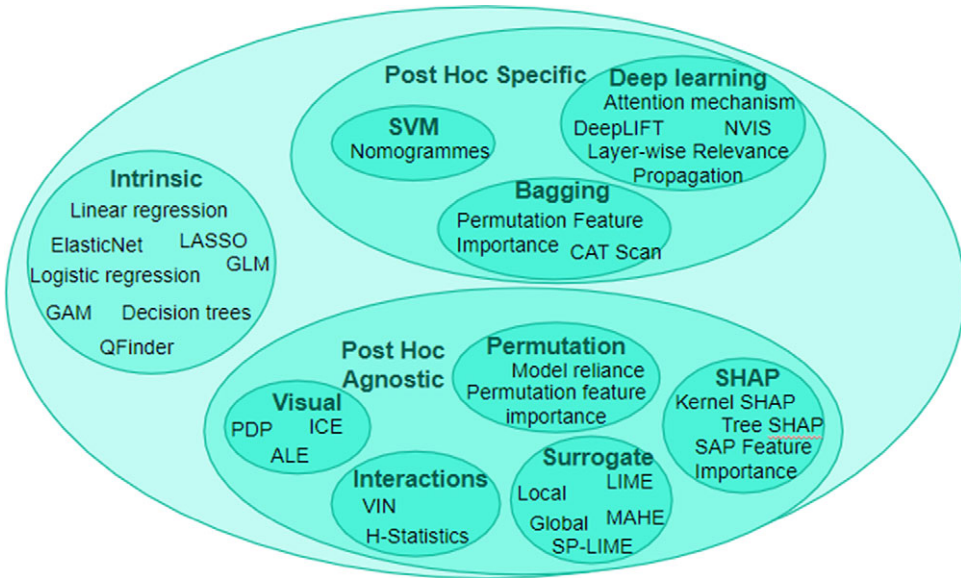 Post Hoc Specific
Deep learning
Attention mechanism
DeepLIFT NVIS
Layer-wise Relevance
Propagation
SVM
Nomogrammes
Bagging
Permutation Feature
Importance CAT Scan
Intrinsic
Linear regression
ElasticNet LASSO
GLM
Logistic regression
GAM Decision trees
QFinder
Post Hoc
Agnostic
Permutation
Model reliance
Permutation feature
importance
SHAP
Kernel SHAP
Tree SHAP
SAP Feature
Importance
Visual
PDP ICE
ALE
Interactions
VIN
H-Statistics
Surrogate
Local LIME
Global MAHE
SP-LIME